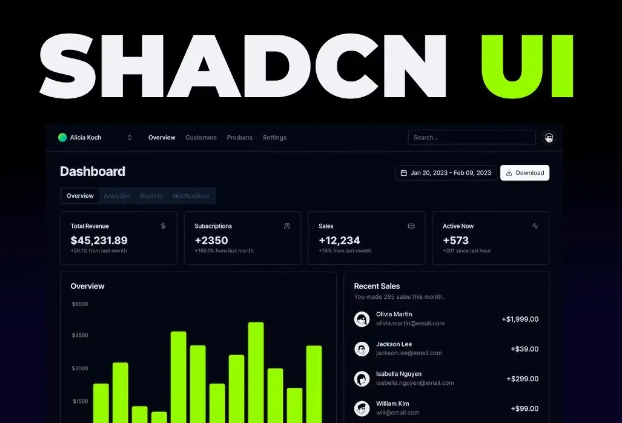 SHADCN UI
Alicia Koch Overview Customers Products Settings Search...
Dashboard Jan 20, 2023 - Feb 09, 2023 Download
Overview Analytics Reports Notifications
Total Revenue Subscriptions Sales Active Now
$45,231.89 +2350 +12,234 +573
+20.1% from last month +180.1% from last month +19% from last month +201 since last hour
Overview
$6000
$4500
$3000
$1500
Recent Sales
You made 265 sales this month.
Olivia Martin +$1,999.00
olivia.martin@email.com
Jackson Lee +$39.00
jackson.lee@email.com
Isabella Nguyen +$299.00
isabella.nguyen@email.com
William Kim +$99.00
will@email.com